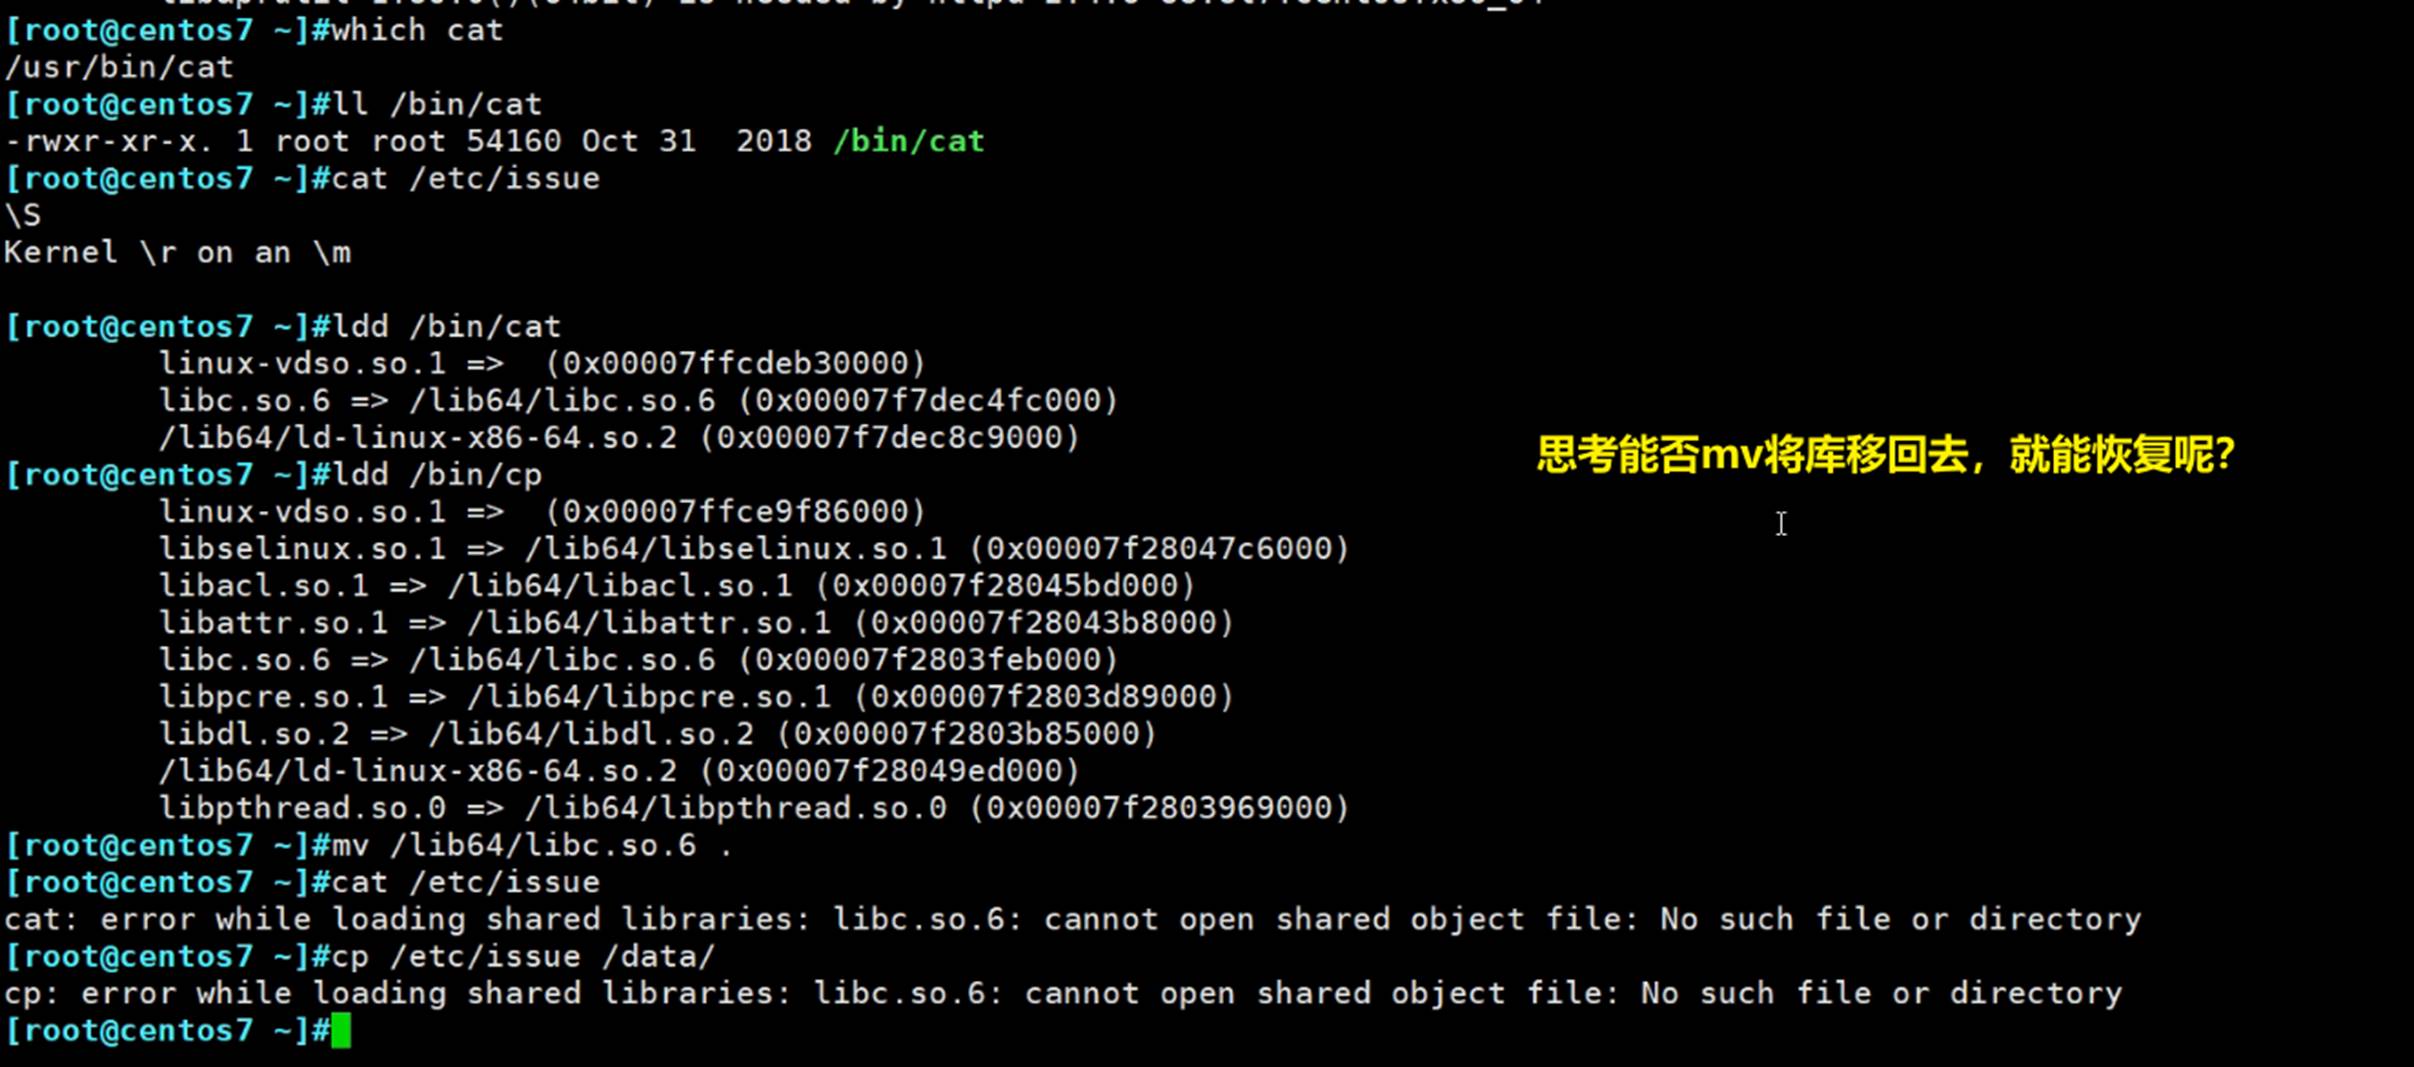 [root@centos7 ~]#which cat
/usr/bin/cat
[root@centos7 ~]#ll /bin/cat
-rwxr-xr-x. 1 root root 54160 Oct 31  2018 /bin/cat
[root@centos7 ~]#cat /etc/issue
\S
Kernel \r on an \m
[root@centos7 ~]#ldd /bin/cat
linux-vdso.so.1 =>  (0x00007ffcdeb30000)
libc.so.6 => /lib64/libc.so.6 (0x00007f7dec4fc000)
/lib64/ld-linux-x86-64.so.2 (0x00007f7dec8c9000)
思考能否mv将库移回去，就能恢复呢？
[root@centos7 ~]#ldd /bin/cp
linux-vdso.so.1 =>  (0x00007ffce9f86000)
libselinux.so.1 => /lib64/libselinux.so.1 (0x00007f28047c6000)
libacl.so.1 => /lib64/libacl.so.1 (0x00007f28045bd000)
libattr.so.1 => /lib64/libattr.so.1 (0x00007f28043b8000)
libc.so.6 => /lib64/libc.so.6 (0x00007f2803feb000)
libpcre.so.1 => /lib64/libpcre.so.1 (0x00007f2803d89000)
libdl.so.2 => /lib64/libdl.so.2 (0x00007f2803b85000)
/lib64/ld-linux-x86-64.so.2 (0x00007f28049ed000)
libpthread.so.0 => /lib64/libpthread.so.0 (0x00007f2803969000)
[root@centos7 ~]#mv /lib64/libc.so.6 .
[root@centos7 ~]#cat /etc/issue
cat: error while loading shared libraries: libc.so.6: cannot open shared object file: No such file or directory
[root@centos7 ~]#cp /etc/issue /data/
cp: error while loading shared libraries: libc.so.6: cannot open shared object file: No such file or directory
[root@centos7 ~]#